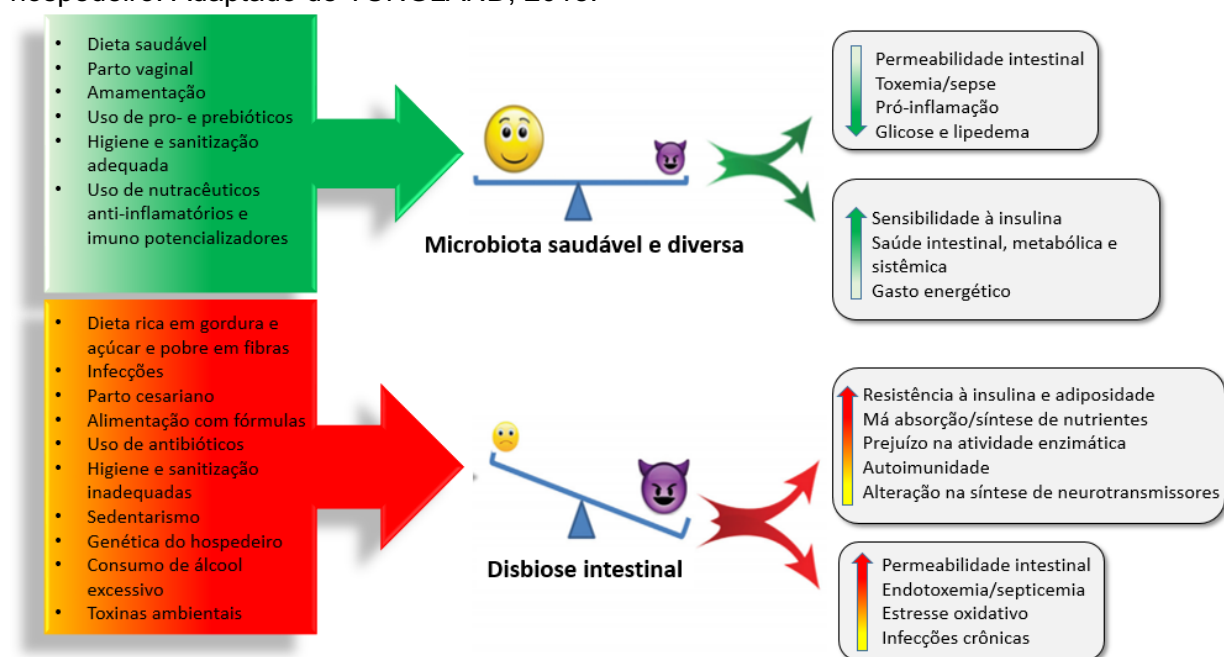 hospedeiro. Adaptado de TUNGLAND, 2018.
• Dieta saudável
• Parto vaginal
• Amamentação
• Uso de pro- e prebióticos
• Higiene e sanitização
adequada
• Uso de nutracêuticos
anti-inflamatórios e
imuno potencializadores
Microbiota saudável e diversa
Permeabilidade intestinal
Toxemia/sepse
Pró-inflamação
Glicose e lipedema
Sensibilidade à insulina
Saúde intestinal, metabólica e
sistêmica
Gasto energético
• Dieta rica em gordura e
açúcar e pobre em fibras
• Infecções
• Parto cesariano
• Alimentação com fórmulas
• Uso de antibióticos
• Higiene e sanitização
inadequadas
• Sedentarismo
• Genética do hospedeiro
• Consumo de álcool
excessivo
• Toxinas ambientais
Disbiose intestinal
Resistência à insulina e adiposidade
Má absorção/síntese de nutrientes
Prejuízo na atividade enzimática
Autoimunidade
Alteração na síntese de neurotransmissores
Permeabilidade intestinal
Endotoxemia/septicemia
Estresse oxidativo
Infecções crônicas